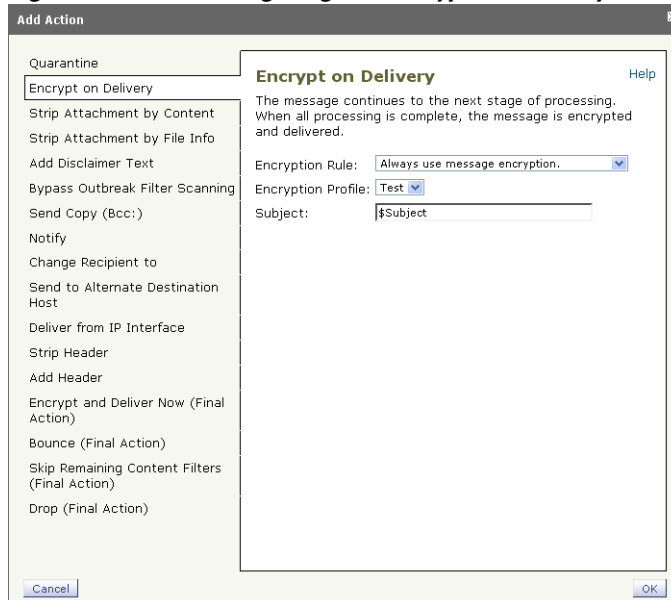 Add Action
Quarantine
Encrypt on Delivery
Strip Attachment by Content
Strip Attachment by File Info
Add Disclaimer Text
Bypass Outbreak Filter Scanning
Send Copy (Bcc:)
Notify
Change Recipient to
Send to Alternate Destination
Host
Deliver from IP Interface
Strip Header
Add Header
Encrypt and Deliver Now (Final
Action)
Bounce (Final Action)
Skip Remaining Content Filters
(Final Action)
Drop (Final Action)
Encrypt on Delivery
Help
The message continues to the next stage of processing.
When all processing is complete, the message is encrypted
and delivered.
Encryption Rule: Always use message encryption.
Encryption Profile: Test
Subject: $Subject
Cancel
OK